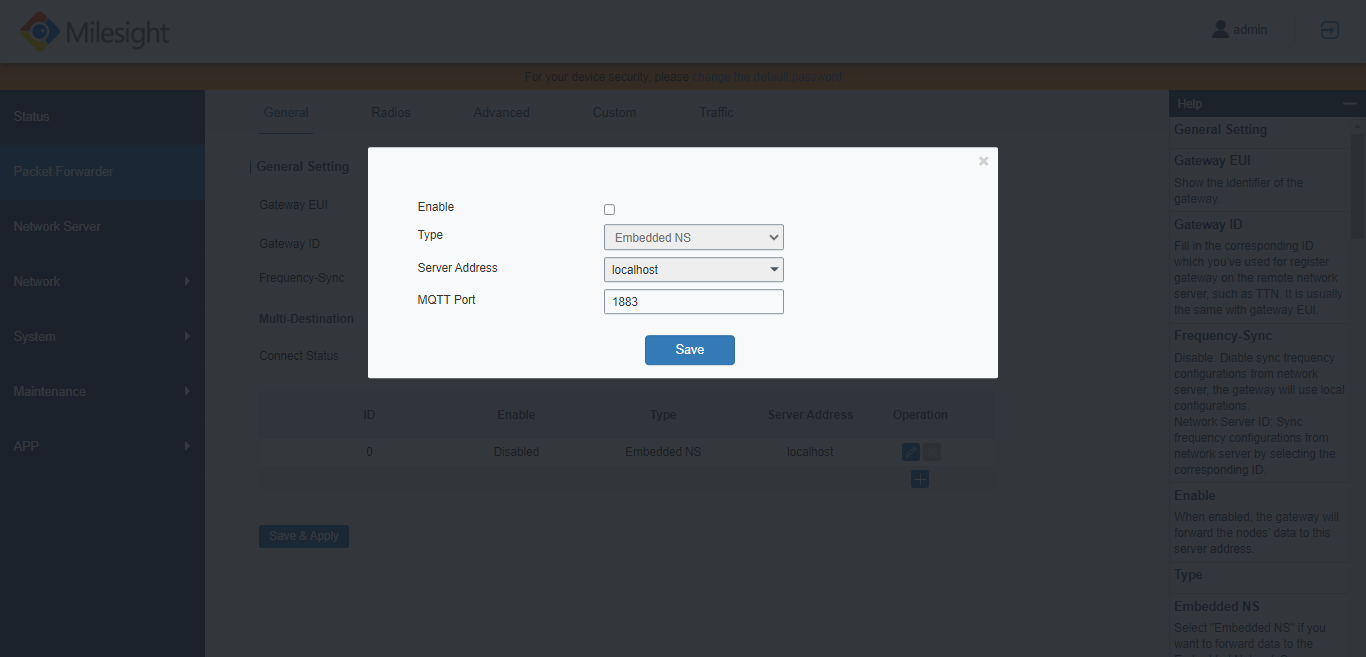 Milesight
admin
For your device security, please change the default password
Status
Packet Forwarder
Network Server
Network
System
Maintenance
APP
General Radios Advanced Custom Traffic
General Setting
Gateway EUI
Gateway ID
Frequency-Sync
Multi-Destination
Connect Status
Enable
Type Embedded NS
Server Address localhost
MQTT Port 1883
Save
ID Enable Type Server Address Operation
0 Disabled Embedded NS localhost
Save & Apply
Help
General Setting
Gateway EUI
Show the identifier of the
gateway
Gateway ID
Fill in the corresponding ID
which you've used for register
gateway on the remote network
server, such as TTN. It is usually
the same with gateway EUI.
Frequency-Sync
Disable: Diable sync frequency
configurations from network
server, the gateway will use local
configurations.
Network Server ID: Sync
frequency configurations from
network server by selecting the
corresponding ID.
Enable
When enabled, the gateway will
forward the nodes' data to this
server address.
Type
Embedded NS
Select "Embedded NS" if you
want to forward data to the